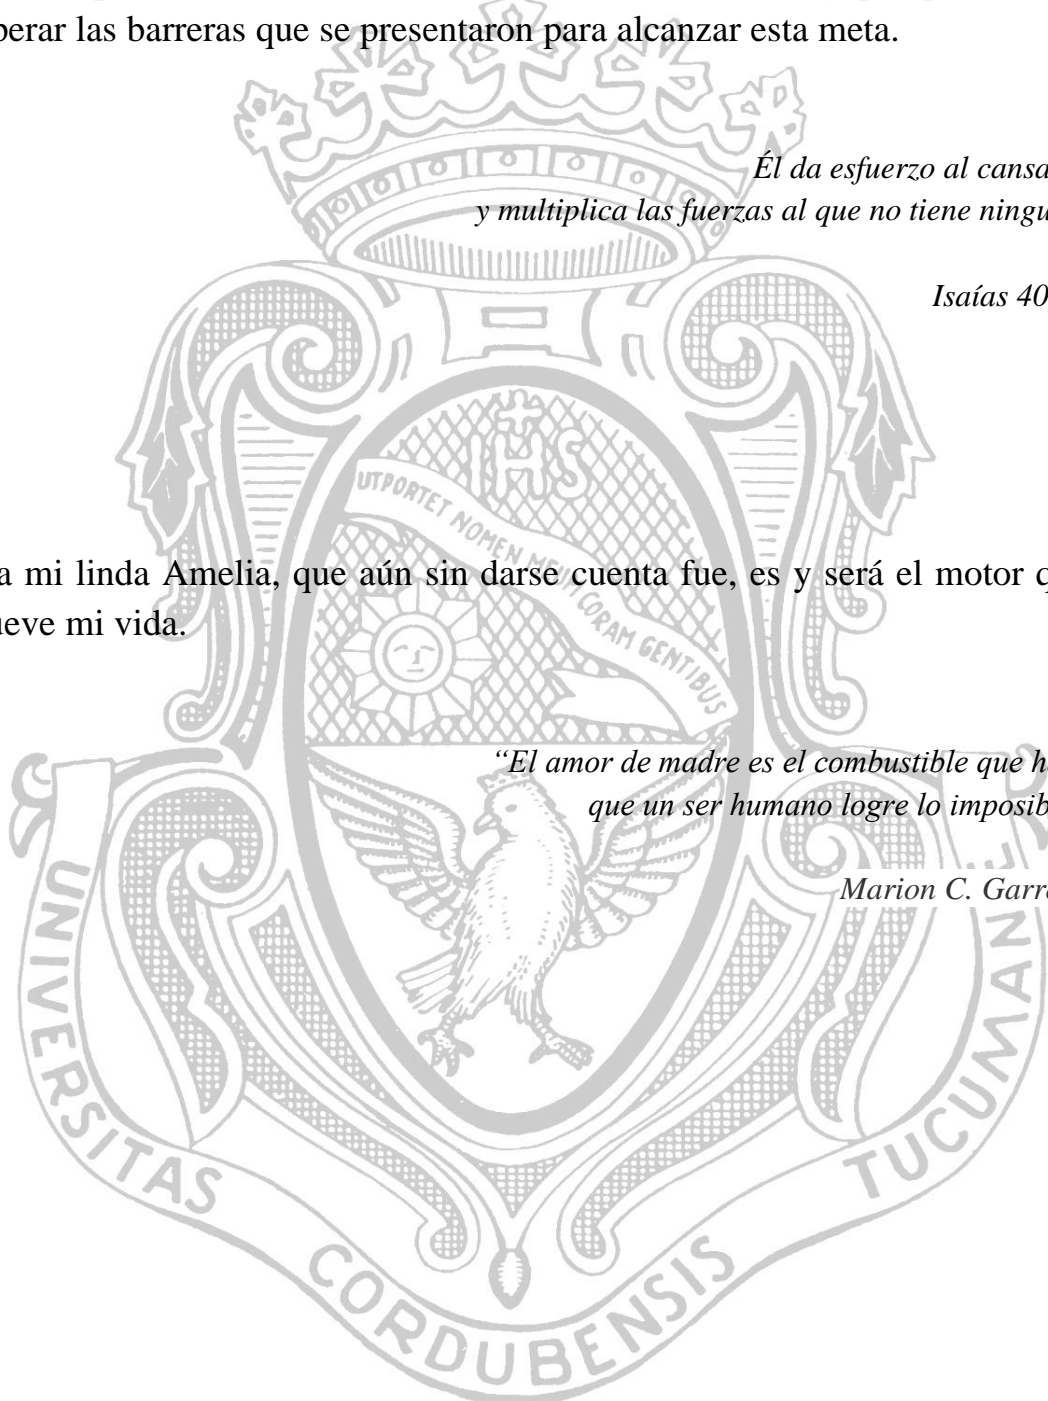 perar las barreras que se presentaron para alcanzar esta meta.
Él da esfuerzo al cansa
y multiplica las fuerzas al que no tiene ningu
Isaías 40
a mi linda Amelia, que aún sin darse cuenta fue, es y será el motor q
ueve mi vida.
“El amor de madre es el combustible que h
que un ser humano logre lo imposib
Marion C. Garr
IHS
UT PORTET NOMEN MEUM CORAM GENTIBUS
UNIVERSITAS
CORDUBENSIS
TUCUMAN